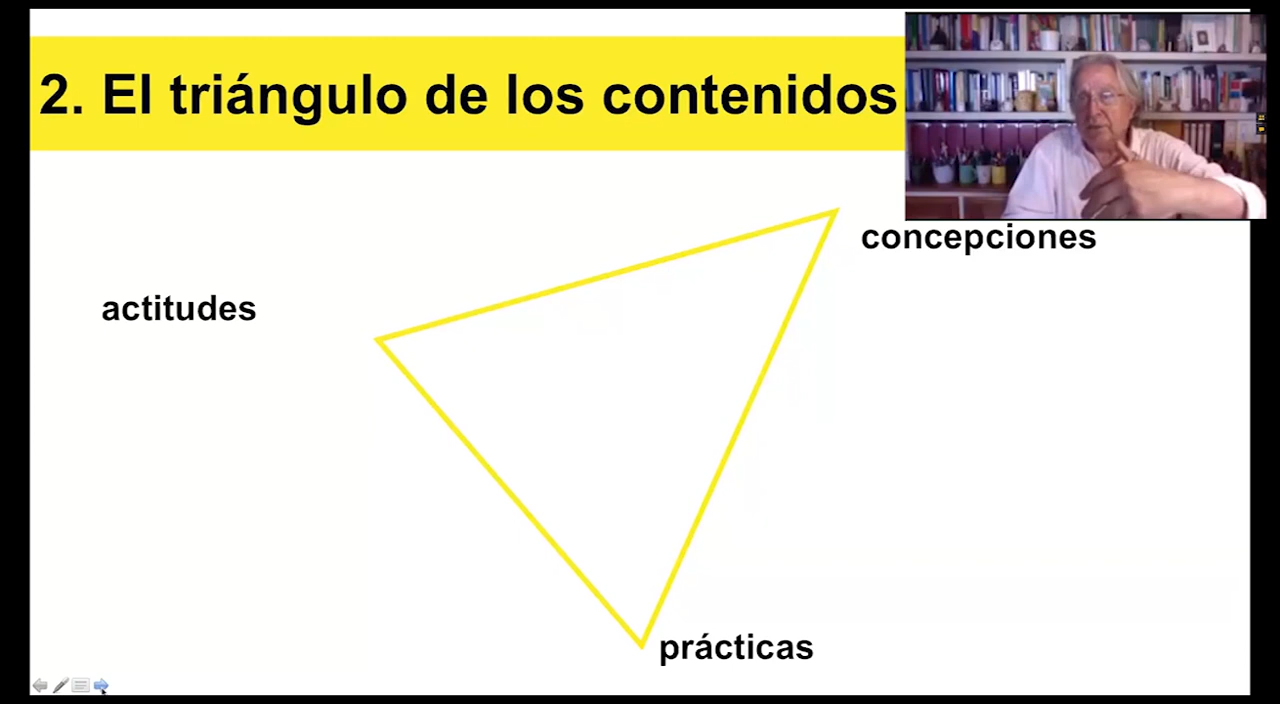 2. El triángulo de los contenidos
concepciones
actitudes
prácticas